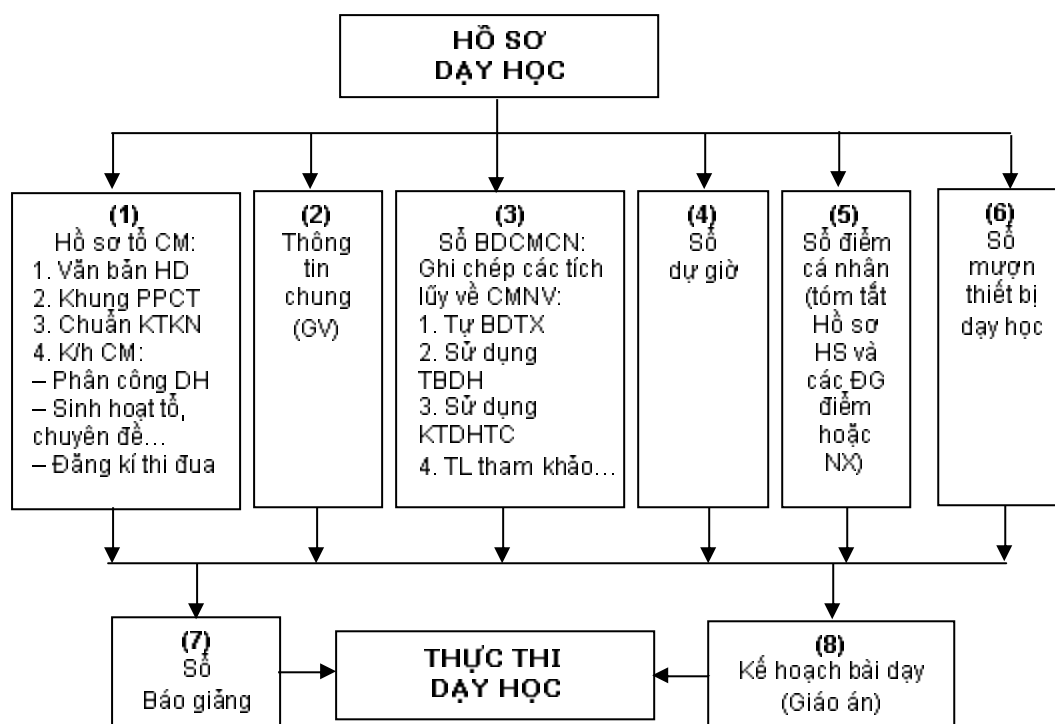 HỒ SƠ
DẠY HỌC
(1)
Hồ sơ tổ CM:
1. Văn bản HD
2. Khung PPCT
3. Chuẩn KTKN
4. K/h CM:
– Phân công DH
– Sinh hoạt tổ,
chuyên đề...
– Đăng kí thi đua
(2)
Thông
tin
chung
(GV)
(3)
Sổ BDCMCN:
Ghi chép các tích
lũy về CMNV:
1. Tự BDTX
2. Sử dụng
TBDH
3. Sử dụng
KTDHTC
4. TL tham khảo...
(4)
Sổ
dự giờ
(5)
Sổ điểm
cá nhân
(tóm tắt
Hồ sơ
HS và
các ĐG
điểm
hoặc
NX)
(6)
Sổ
mượn
thiết bị
dạy học
(7)
Sổ
Báo giảng
THỰC THI
DẠY HỌC
(8)
Kế hoạch bài dạy
(Giáo án)